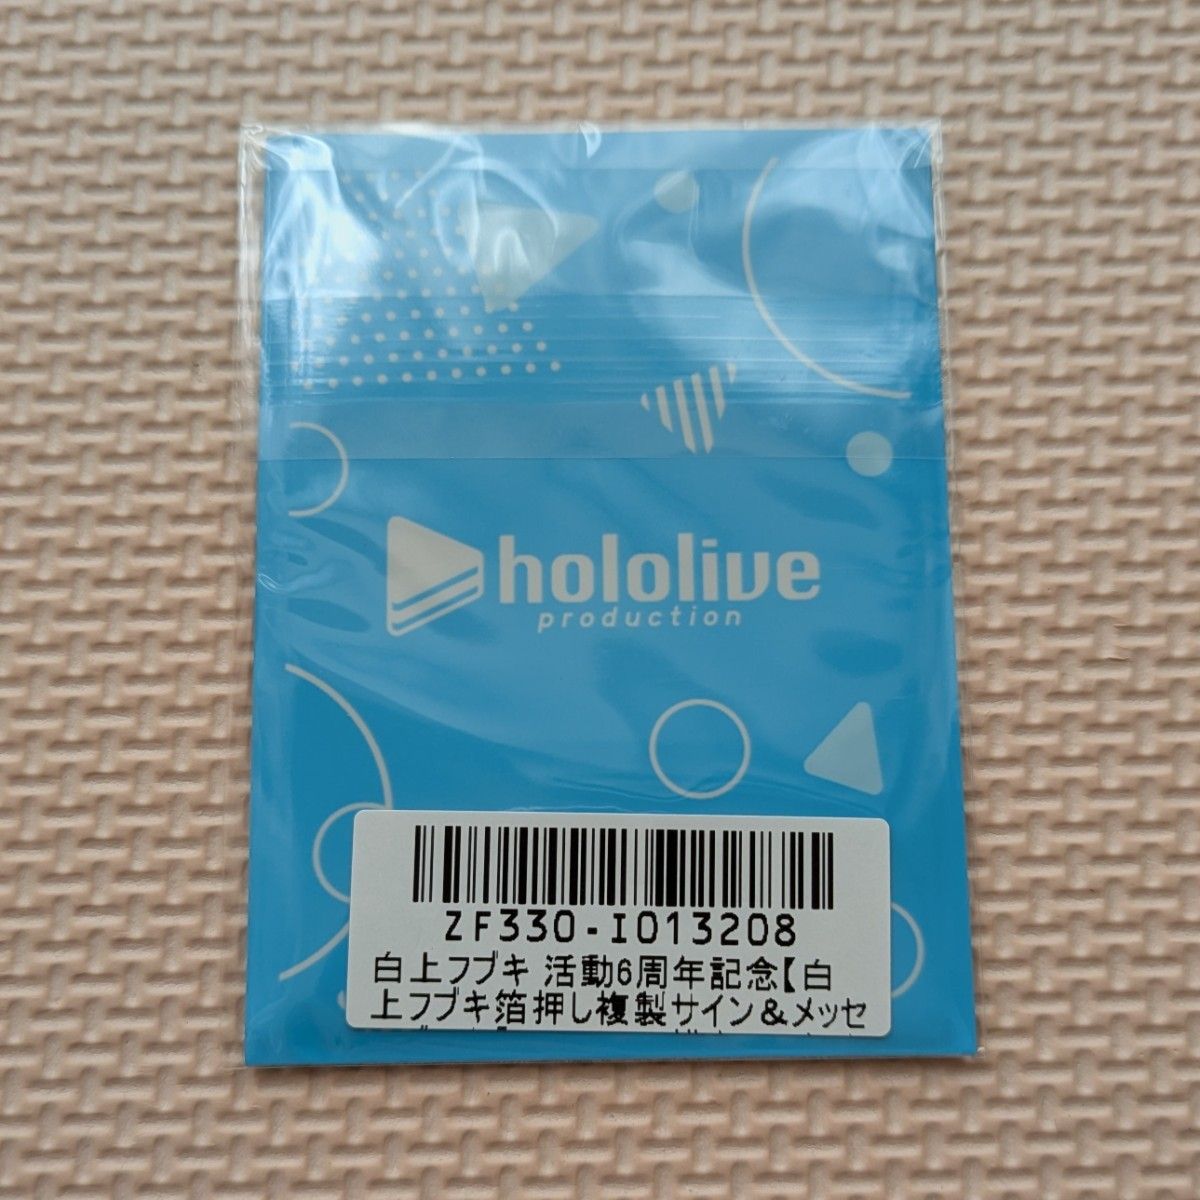 hololive
production
ZF330-I013208
白上フブキ 活動6周年記念【白
上フブキ箔押し複製サイン＆メッセ